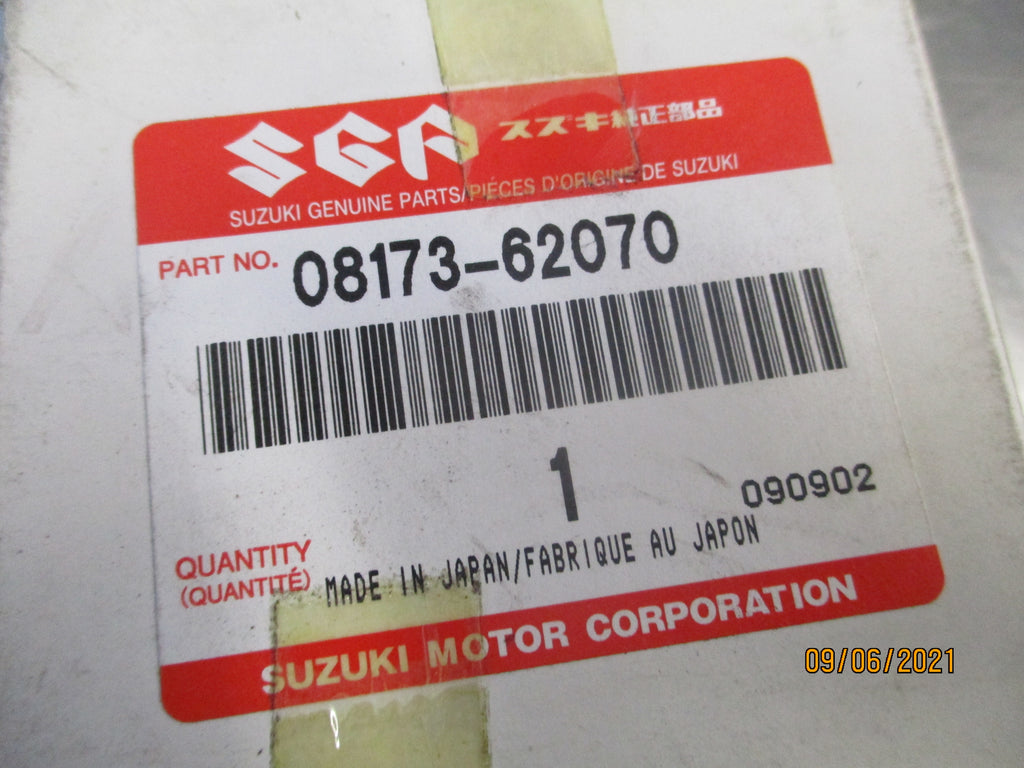 SGP スズキ純正部品
SUZUKI GENUINE PARTS/PIÉCES D'ORIGINE DE SUZUKI
PART NO. 08173-62070
1
090902
QUANTITY
(QUANTITÉ)
MADE IN JAPAN/FABRIQUE AU JAPON
SUZUKI MOTOR CORPORATION
09/06/2021